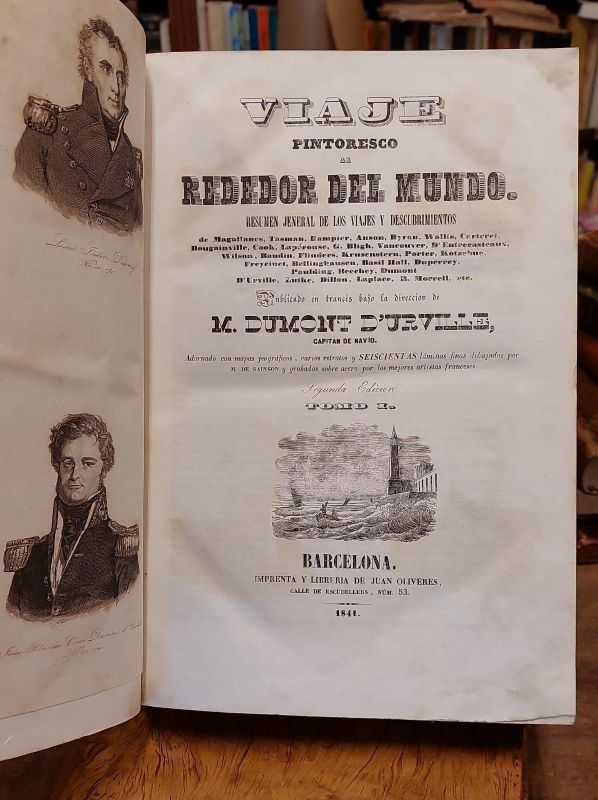 VIAJE
PINTORESCO
AL
REDEDOR DEL MUNDO.
RESUMEN JENERAL DE LOS VIAJES Y DESCUBRIMIENTOS
de Magallanes, Tasman, Dampier, Anson, Byron, Wallis, Carteret,
Bougainville, Cook, Lapérouse, G. Bligh, Vancouver, D'Entrecasteaux,
Wilson, Baudin, Flinders, Krusenstern, Porter, Kotzebue,
Freycinet, Bellinghausen, Basil Hall, Duperrey,
Paulding, Beechey, Dumont
D'Urville, Lutke, Dillon, Laplace, B. Morrell, etc.
Publicado en francés bajo la direccion de
M. DUMONT D'URVILLE,
CAPITAN DE NAVÍO.
Adornado con mapas jeográficos, varios retratos y SEISCIENTAS láminas finas dibujadas por
M. DE SAINSON y grabadas sobre acero por los mejores artistas franceses.
Segunda Edicion
TOMO I.
BARCELONA.
IMPRENTA Y LIBRERIA DE JUAN OLIVERES,
CALLE DE ESCUDELLERS, NÚM. 53.
1841.